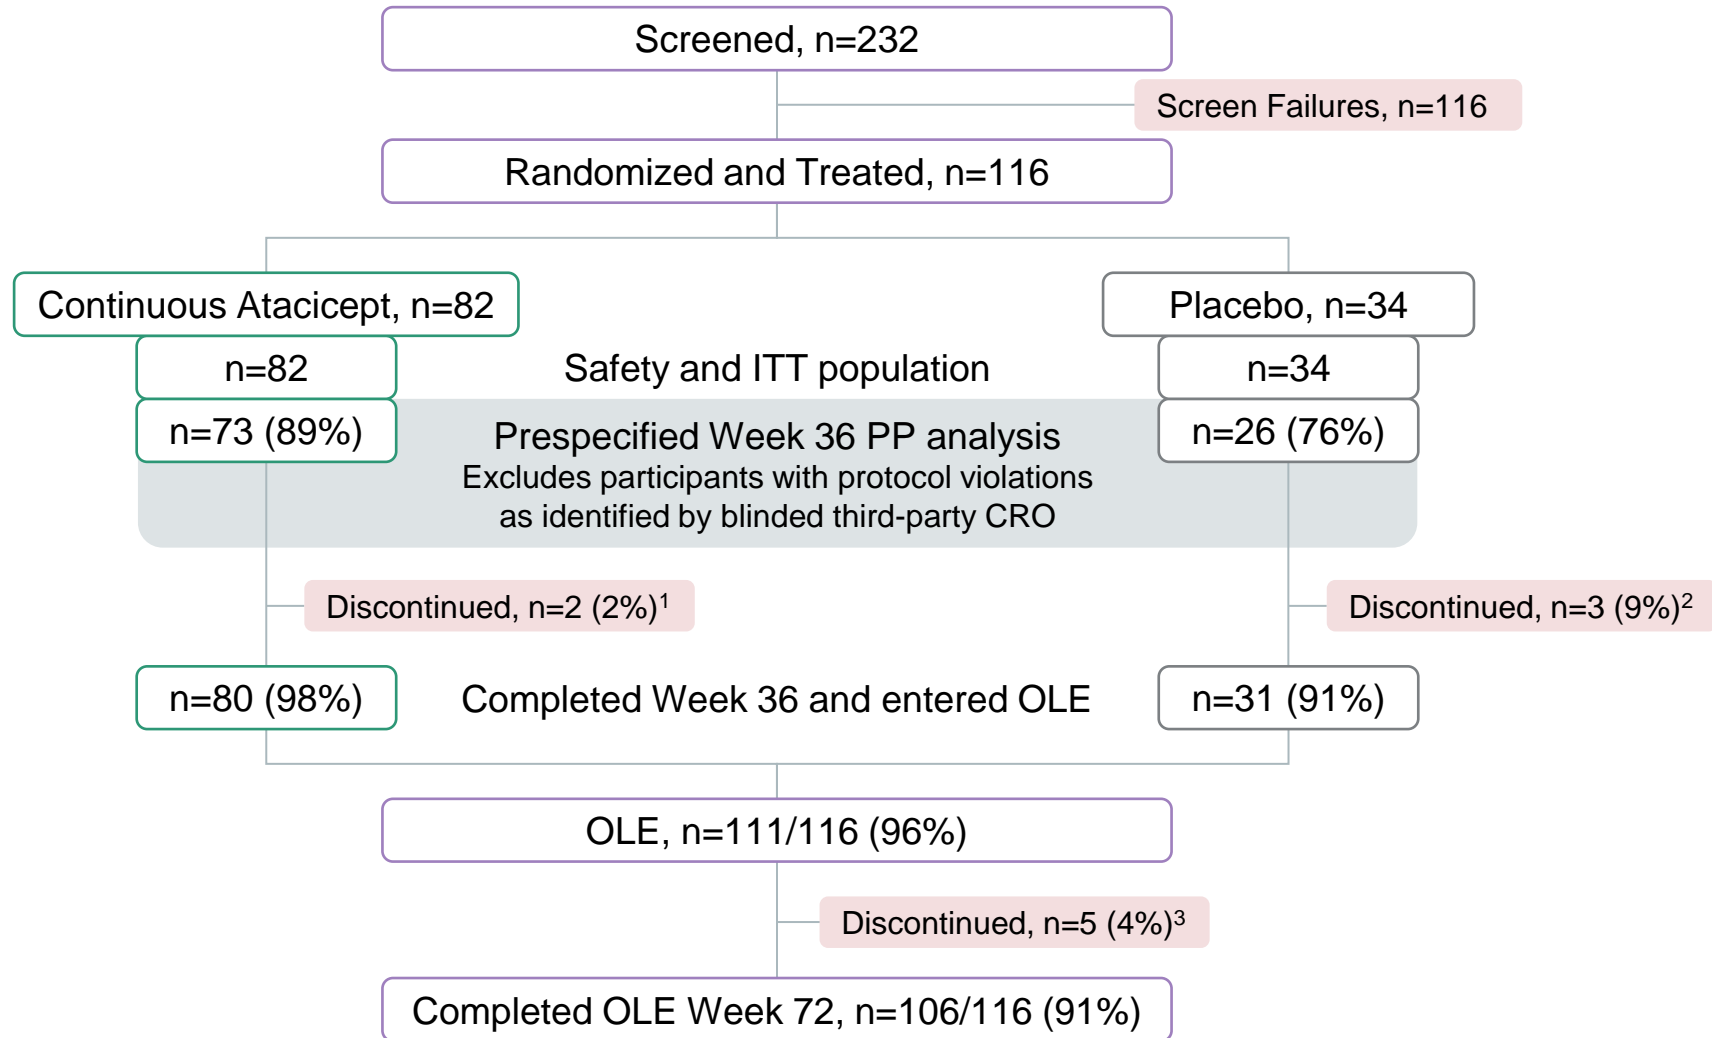 Screened, n=232
Screen Failures, n=116
Randomized and Treated, n=116
Continuous Atacicept, n=82
Placebo, n=34
n=82
Safety and ITT population
n=34
n=73 (89%)
Prespecified Week 36 PP analysis
n=26 (76%)
Excludes participants with protocol violations
as identified by blinded third-party CRO
Discontinued, n=2 (2%)¹
Discontinued, n=3 (9%)²
n=80 (98%)
Completed Week 36 and entered OLE
n=31 (91%)
OLE, n=111/116 (96%)
Discontinued, n=5 (4%)³
Completed OLE Week 72, n=106/116 (91%)